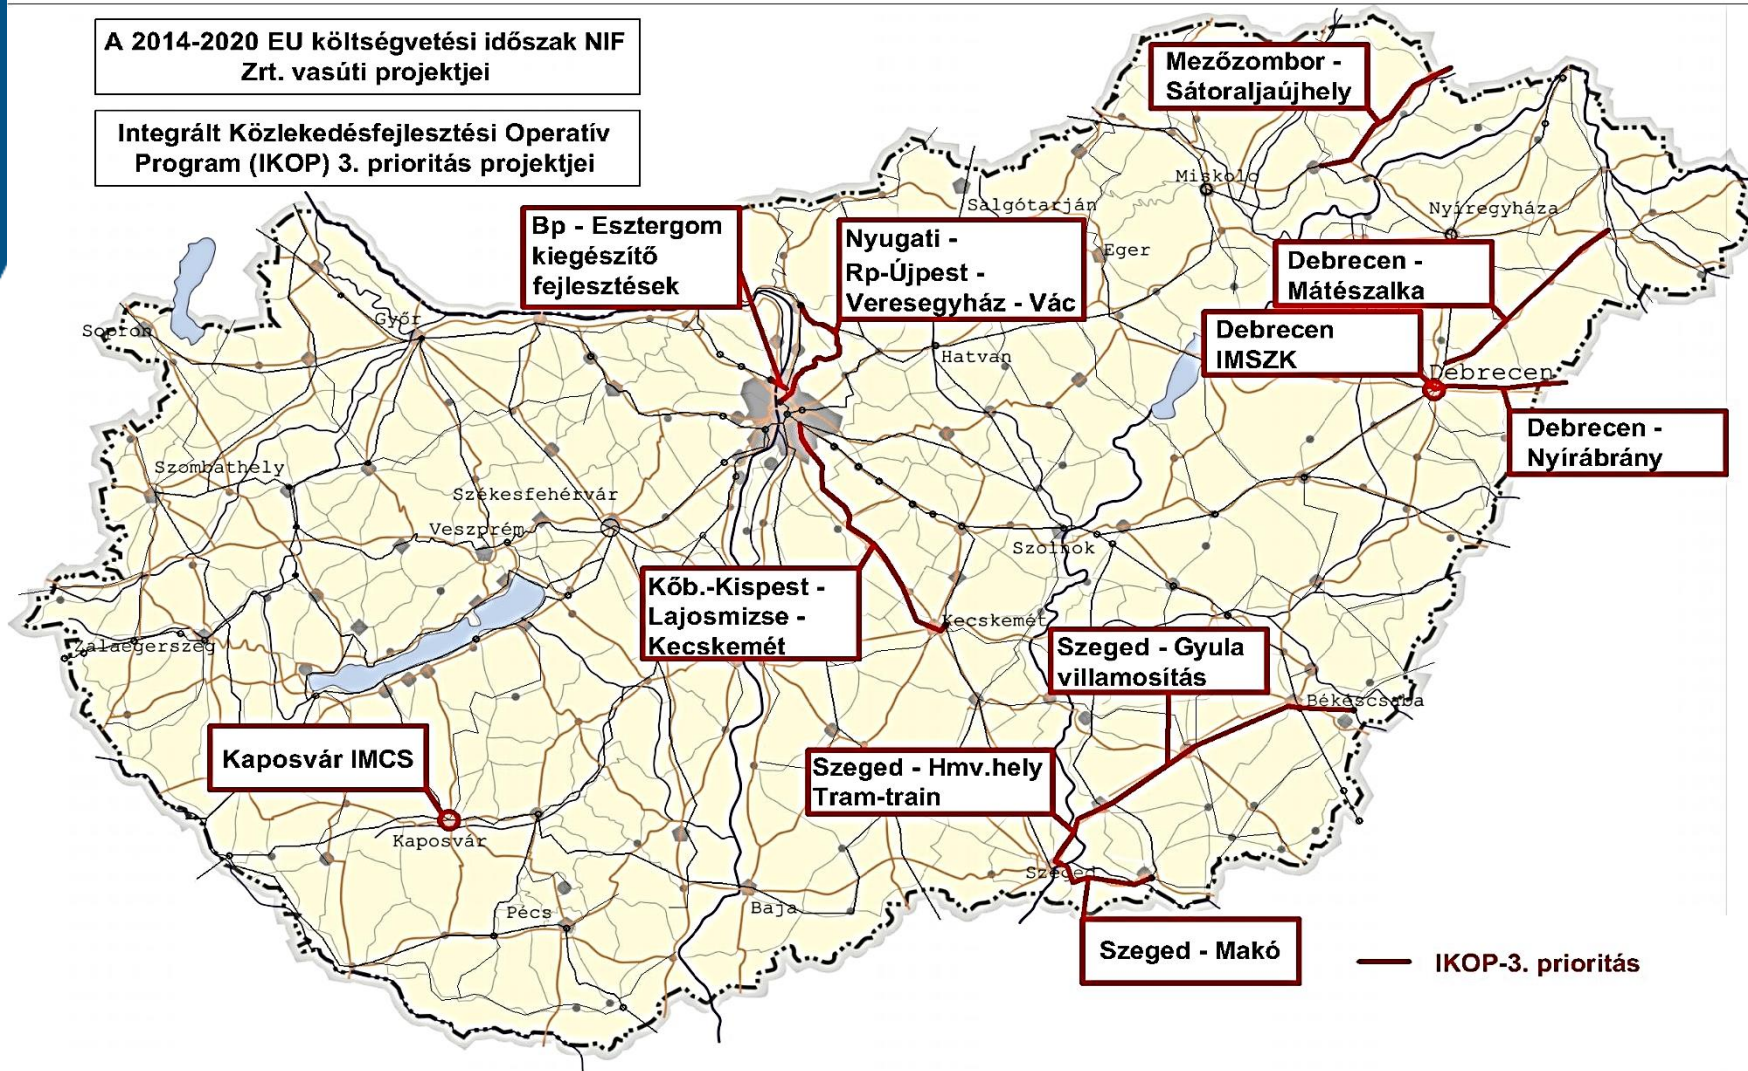 A 2014-2020 EU költségvetési időszak NIF
Zrt. vasúti projektjei
Integrált Közlekedésfejlesztési Operatív
Program (IKOP) 3. prioritás projektjei
Mezőzombor -
Sátoraljaújhely
Miskolc
Salgótarján
Nyíregyháza
Bp - Esztergom
kiegészítő
fejlesztések
Nyugati -
Rp-Újpest -
Veresegyház - Vác
Eger
Debrecen -
Mátészalka
Sopron
Győr
Hatvan
Debrecen
IMSZK
Debrecen
Debrecen -
Nyírábrány
Szombathely
Székesfehérvár
Veszprém
Szolnok
Kőb.-Kispest -
Lajosmizse -
Kecskemét
Kecskemét
Zalaegerszeg
Szeged - Gyula
villamosítás
Békéscsaba
Kaposvár IMCS
Szeged - Hmv.hely
Tram-train
Kaposvár
Szeged
Pécs
Baja
Szeged - Makó
IKOP-3. prioritás